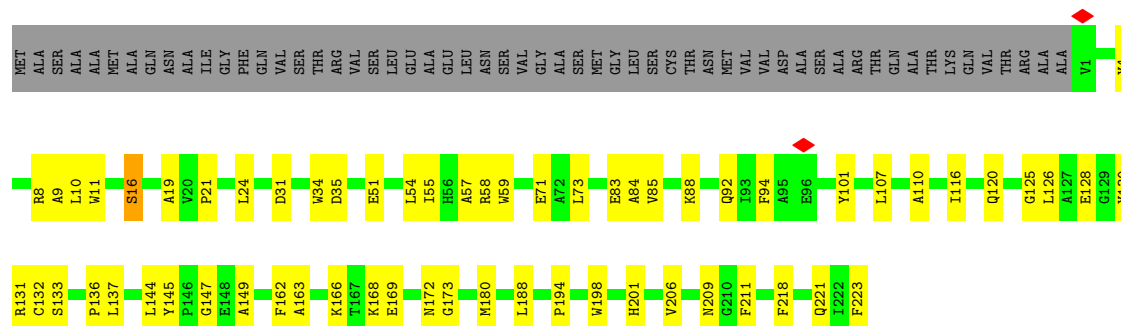 MET ALA SER ALA ALA ALA MET ALA GLN ASN ALA ILE GLY PHE GLN VAL SER THR ARG VAL SER LEU GLU ALA GLU LEU ASN SER VAL GLY ALA SER MET GLY LEU SER SER CYS THR ASN MET VAL VAL ASP ALA SER ALA ALA ARG THR GLN ALA THR LYS GLN VAL THR ARG ALA ALA V1
R8 A9 L10 W11 S16 A19 V20 P21 L24 D31 W34 D35 E51 L54 I55 H56 A57 R58 W59 E71 A72 L73 E83 A84 V85 K88 Q92 I93 F94 A95 E96 Y101 L107 A110 I116 Q120 G125 L126 A127 E128 G129
R131 C132 S133 P136 L137 L144 Y145 P146 G147 E148 A149 F162 A163 K166 T167 K168 E169 N172 G173 M180 L188 P194 W198 H201 V206 N209 G210 F211 F218 Q221 I222 F223